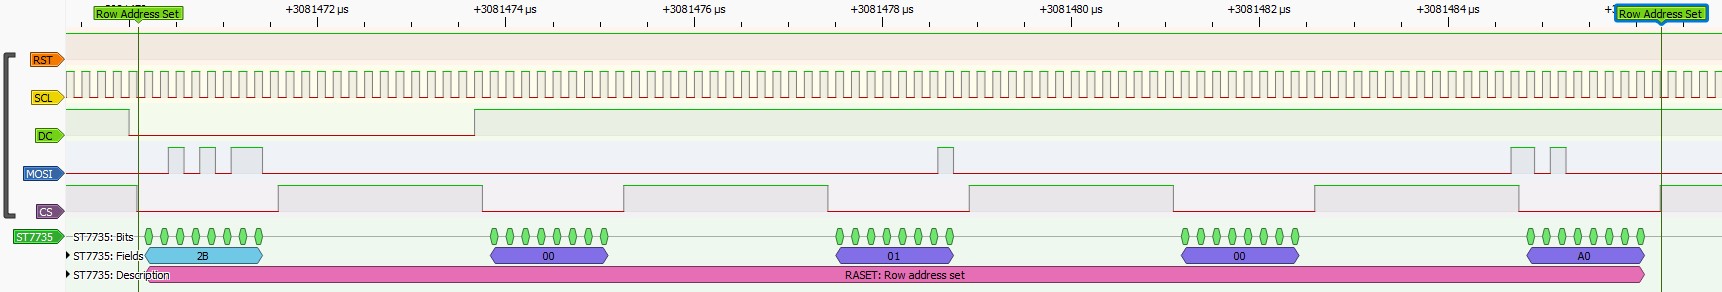 Row Address Set +3081472 µs +3081474 µs +3081476 µs +3081478 µs +3081480 µs +3081482 µs +3081484 µs Row Address Set
RST
SCL
DC
MOSI
CS
ST7735 ST7735: Bits
ST7735: Fields 2B 00 01 00 A0
ST7735: Description RASET: Row address set